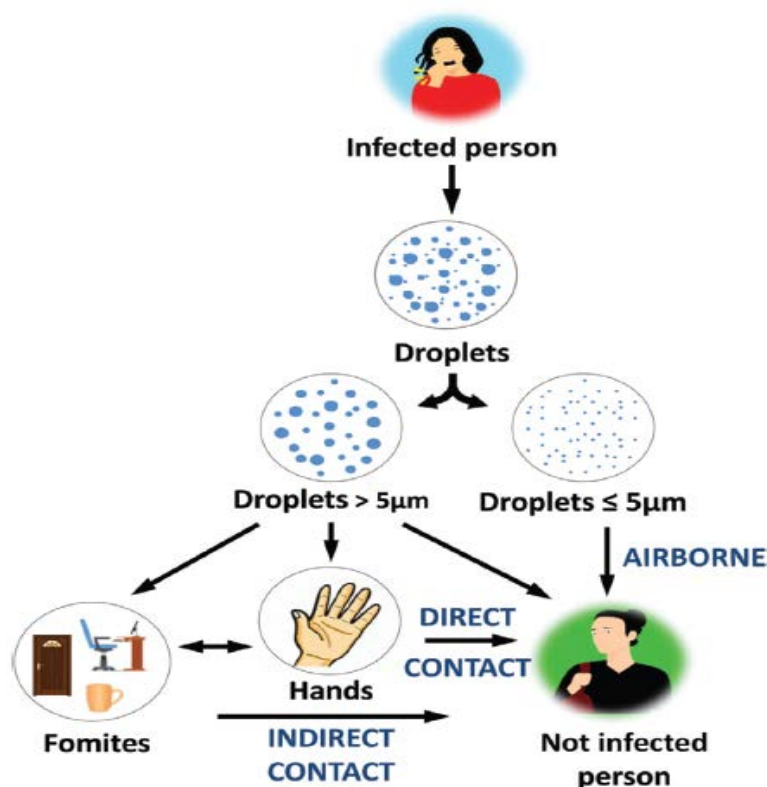 Infected person
Droplets
Droplets > 5μm
Droplets ≤ 5μm
AIRBORNE
DIRECT
CONTACT
Hands
Fomites
INDIRECT
CONTACT
Not infected
person